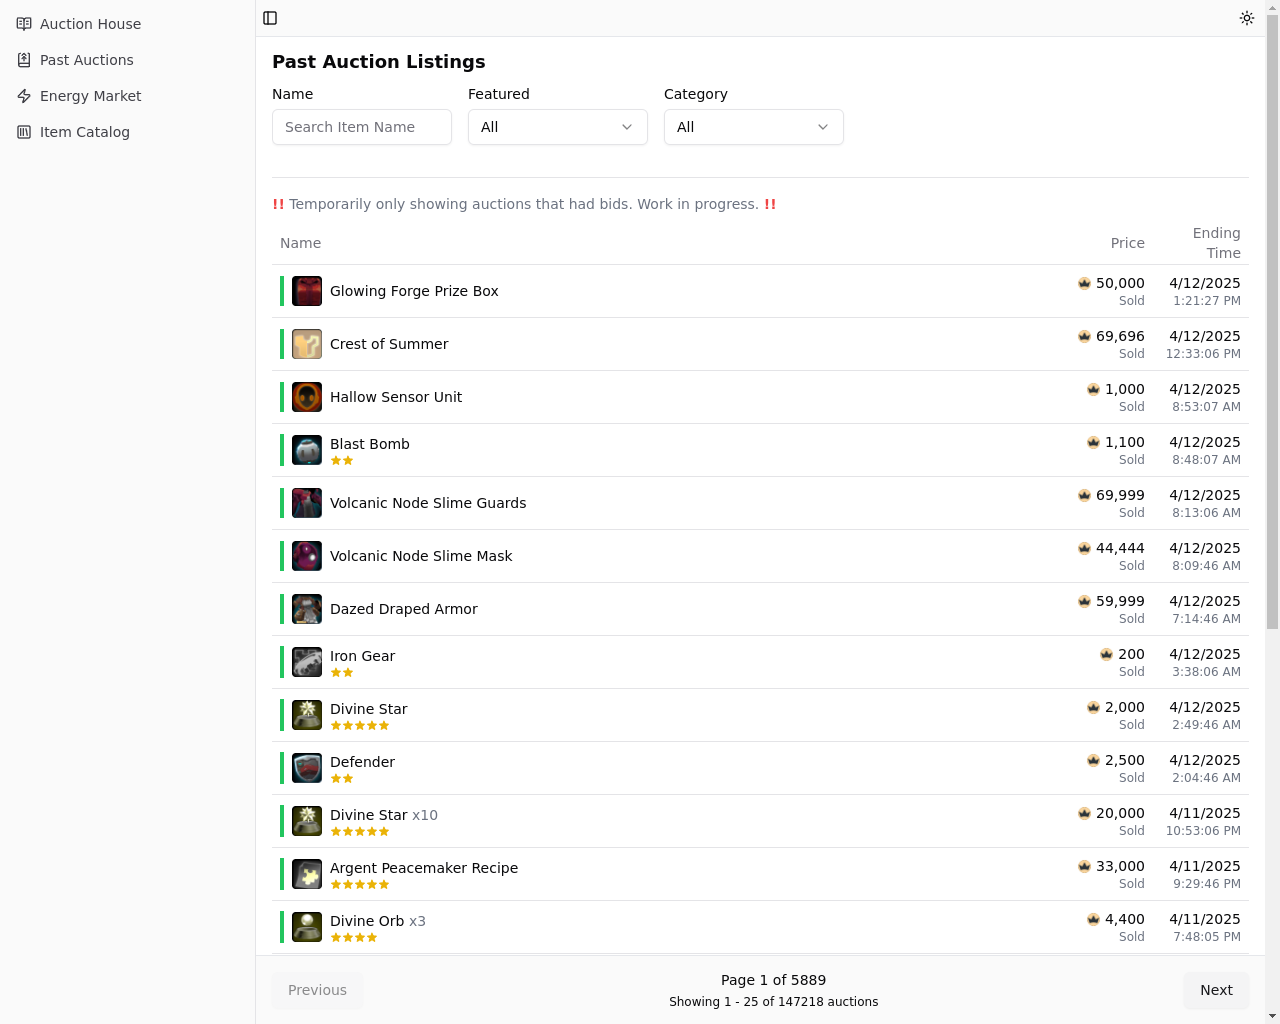 Auction House
Past Auctions
Energy Market
Item Catalog
Past Auction Listings
Name
Featured
Category
Search Item Name
All
All
!! Temporarily only showing auctions that had bids. Work in progress. !!
Name
Price
Ending Time
Glowing Forge Prize Box
50,000
Sold
4/12/2025
1:21:27 PM
Crest of Summer
69,696
Sold
4/12/2025
12:33:06 PM
Hallow Sensor Unit
1,000
Sold
4/12/2025
8:53:07 AM
Blast Bomb
1,100
Sold
4/12/2025
8:48:07 AM
Volcanic Node Slime Guards
69,999
Sold
4/12/2025
8:13:06 AM
Volcanic Node Slime Mask
44,444
Sold
4/12/2025
8:09:46 AM
Dazed Draped Armor
59,999
Sold
4/12/2025
7:14:46 AM
Iron Gear
200
Sold
4/12/2025
3:38:06 AM
Divine Star
2,000
Sold
4/12/2025
2:49:46 AM
Defender
2,500
Sold
4/12/2025
2:04:46 AM
Divine Star x10
20,000
Sold
4/11/2025
10:53:06 PM
Argent Peacemaker Recipe
33,000
Sold
4/11/2025
9:29:46 PM
Divine Orb x3
4,400
Sold
4/11/2025
7:48:05 PM
Previous
Page 1 of 5889
Showing 1 - 25 of 147218 auctions
Next